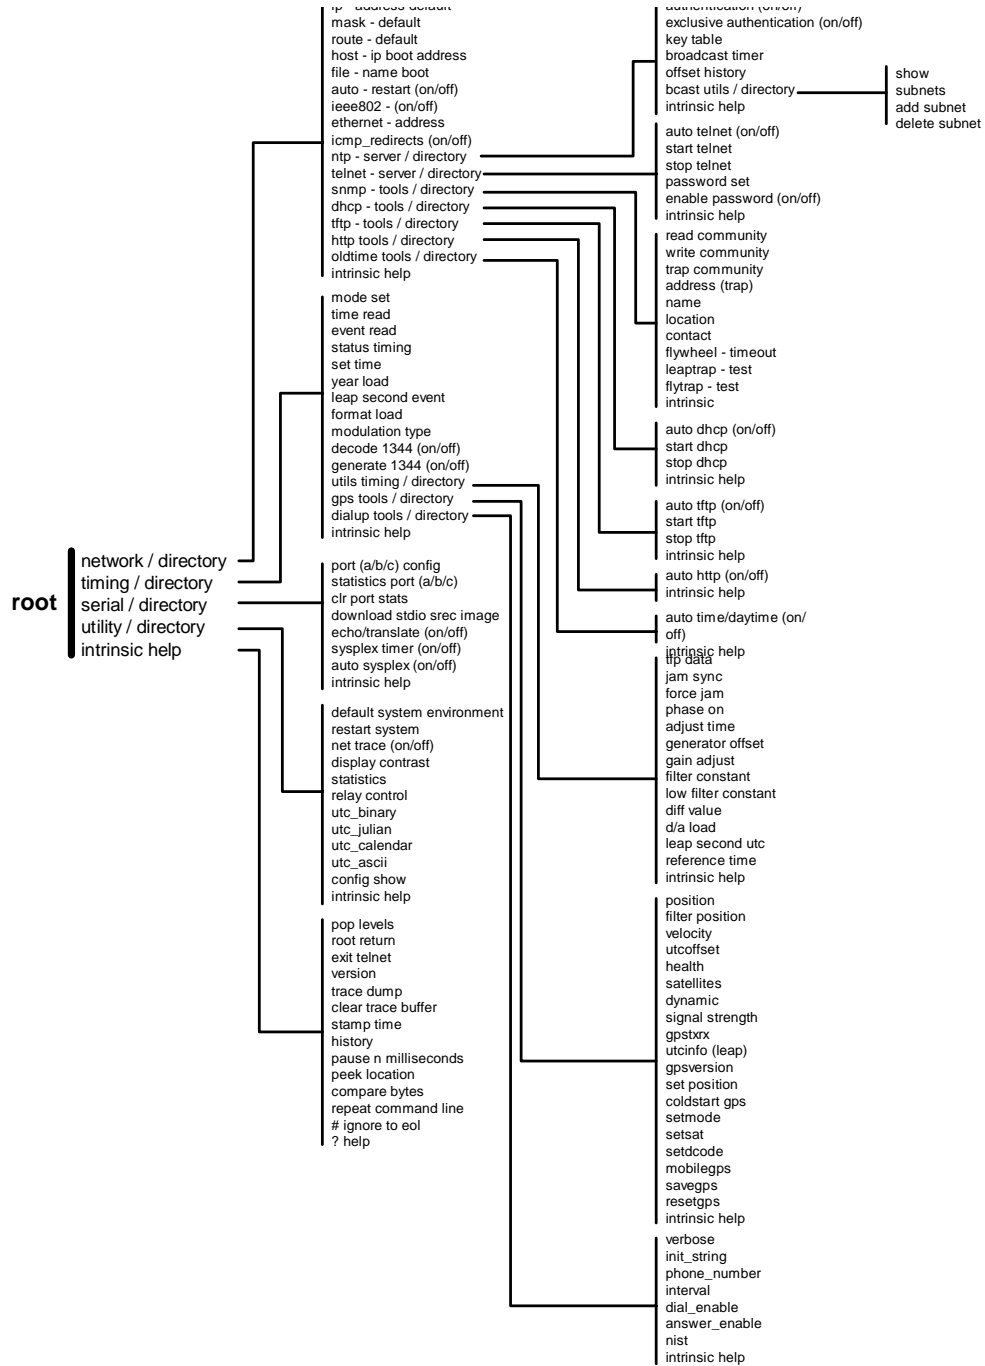 root
network / directory
timing / directory
serial / directory
utility / directory
intrinsic help
ip - address default
mask - default
route - default
host - ip boot address
file - name boot
auto - restart (on/off)
ieee802 - (on/off)
ethernet - address
icmp_redirects (on/off)
ntp - server / directory
telnet - server / directory
snmp - tools / directory
dhcp - tools / directory
tftp - tools / directory
http tools / directory
oldtime tools / directory
intrinsic help
mode set
time read
event read
status timing
set time
year load
leap second event
format load
modulation type
decode 1344 (on/off)
generate 1344 (on/off)
utils timing / directory
gps tools / directory
dialup tools / directory
intrinsic help
port (a/b/c) config
statistics port (a/b/c)
clr port stats
download stdio srec image
echo/translate (on/off)
sysplex timer (on/off)
auto sysplex (on/off)
intrinsic help
default system environment
restart system
net trace (on/off)
display contrast
statistics
relay control
utc_binary
utc_julian
utc_calendar
utc_ascii
config show
intrinsic help
pop levels
root return
exit telnet
version
trace dump
clear trace buffer
stamp time
history
pause n milliseconds
peek location
compare bytes
repeat command line
# ignore to eol
? help
authentication (on/off)
exclusive authentication (on/off)
key table
broadcast timer
offset history
bcast utils / directory
intrinsic help
show
subnets
add subnet
delete subnet
auto telnet (on/off)
start telnet
stop telnet
password set
enable password (on/off)
intrinsic help
read community
write community
trap community
address (trap)
name
location
contact
flywheel - timeout
leaptrap - test
flytrap - test
intrinsic
auto dhcp (on/off)
start dhcp
stop dhcp
intrinsic help
auto tftp (on/off)
start tftp
stop tftp
intrinsic help
auto http (on/off)
intrinsic help
auto time/daytime (on/
off)
intrinsic help
tfp data
jam sync
force jam
phase on
adjust time
generator offset
gain adjust
filter constant
low filter constant
diff value
d/a load
leap second utc
reference time
intrinsic help
position
filter position
velocity
utcoffset
health
satellites
dynamic
signal strength
gpstxrx
utcinfo (leap)
gpsversion
set position
coldstart gps
setmode
setsat
setdcode
mobilegps
savegps
resetgps
intrinsic help
verbose
init_string
phone_number
interval
dial_enable
answer_enable
nist
intrinsic help